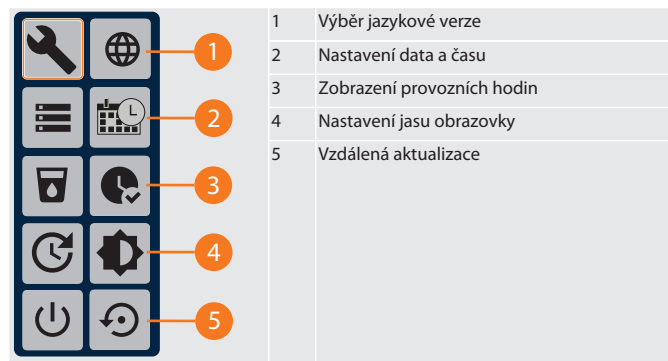 1 Výběr jazykové verze
2 Nastavení data a času
3 Zobrazení provozních hodin
4 Nastavení jasu obrazovky
5 Vzdálená aktualizace
1
2
3
4
5